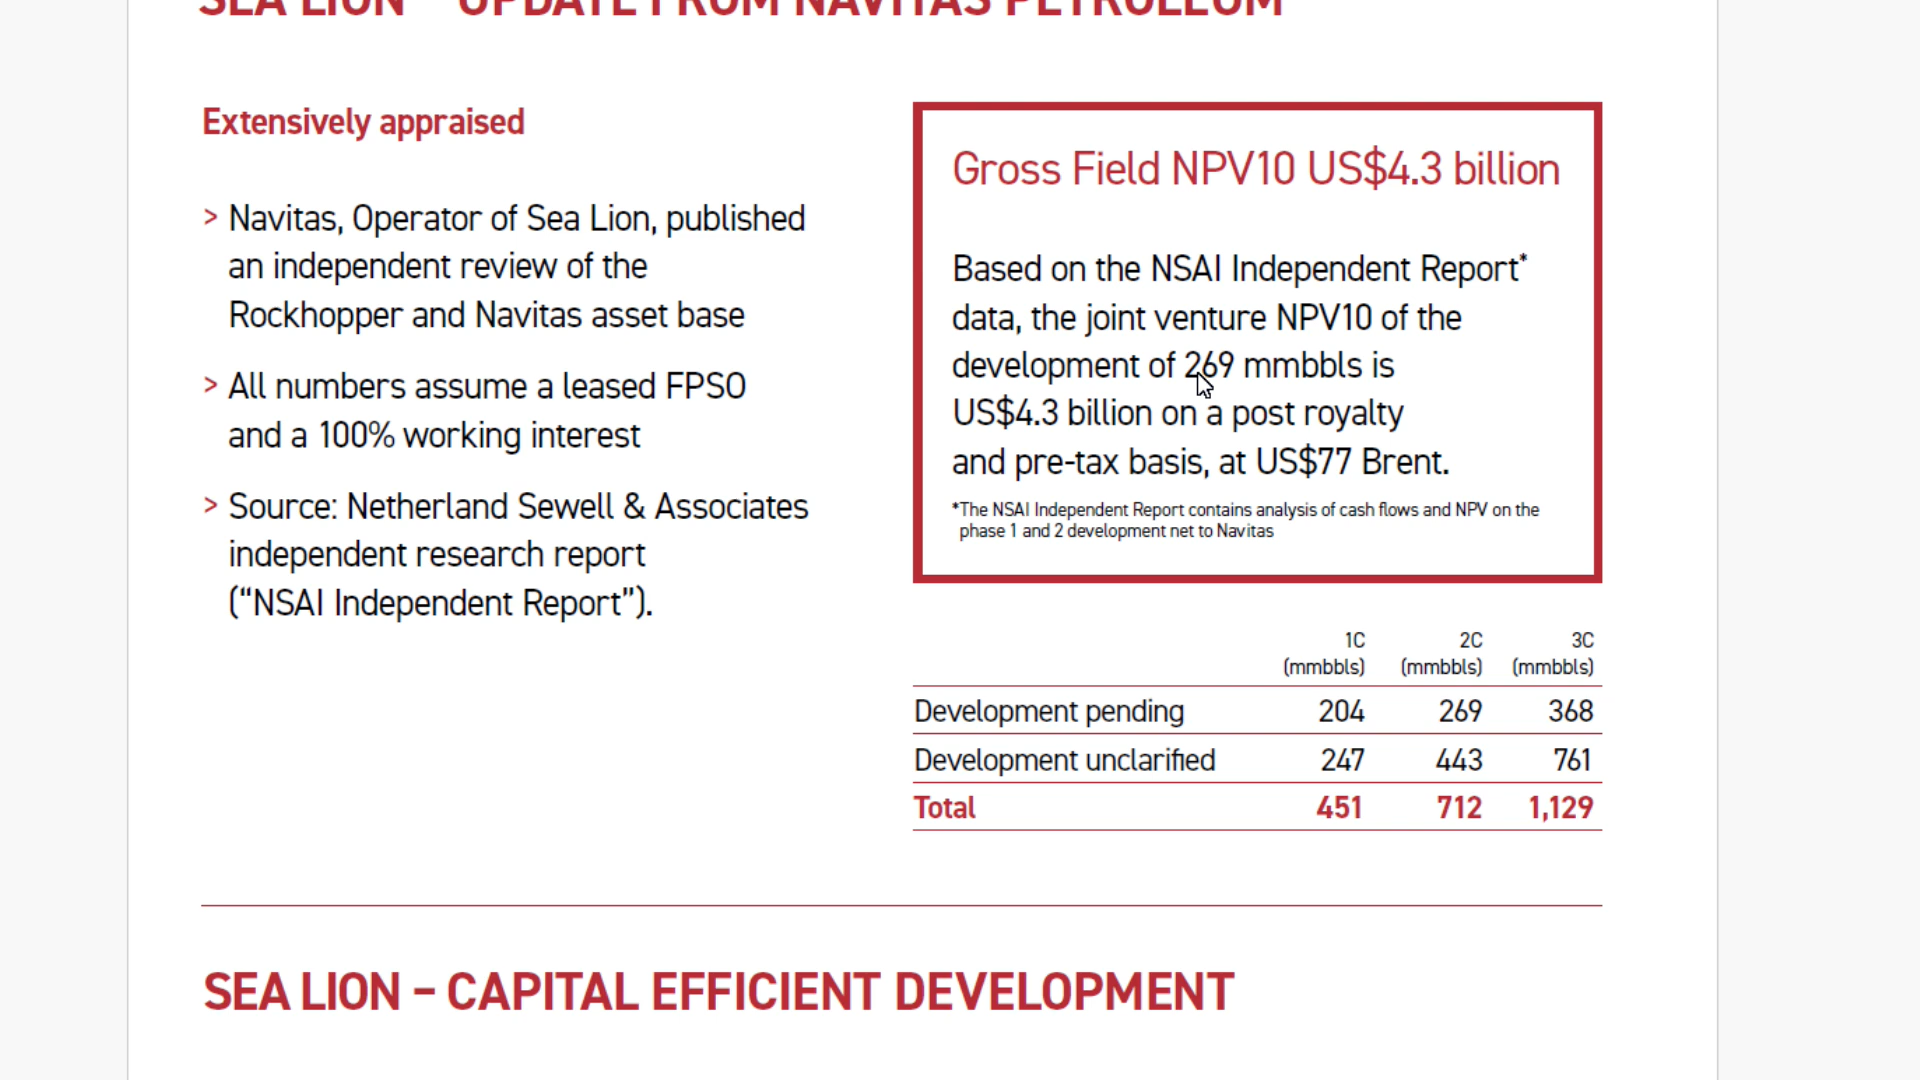 SEA LION – UPDATE FROM NAVITAS PETROLEUM
Extensively appraised
> Navitas, Operator of Sea Lion, published
an independent review of the
Rockhopper and Navitas asset base
> All numbers assume a leased FPSO
and a 100% working interest
> Source: Netherland Sewell & Associates
independent research report
(“NSAI Independent Report”).
Gross Field NPV10 US$4.3 billion
Based on the NSAI Independent Report*
data, the joint venture NPV10 of the
development of 269 mmbbls is
US$4.3 billion on a post royalty
and pre-tax basis, at US$77 Brent.
*The NSAI Independent Report contains analysis of cash flows and NPV on the
phase 1 and 2 development net to Navitas
1C 2C 3C
(mmbbls) (mmbbls) (mmbbls)
Development pending 204 269 368
Development unclarified 247 443 761
Total 451 712 1,129
SEA LION – CAPITAL EFFICIENT DEVELOPMENT